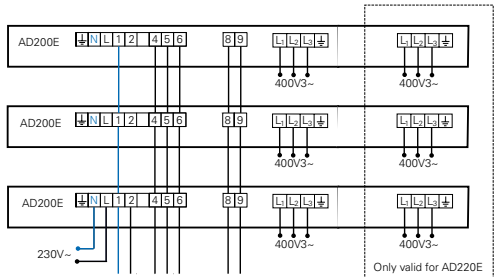 AD200E ⏚ N L 1 2 4 5 6 8 9 L1 L2 L3 ⏚ L1 L2 L3 ⏚
400V3~ 400V3~
AD200E ⏚ N L 1 2 4 5 6 8 9 L1 L2 L3 ⏚ L1 L2 L3 ⏚
400V3~ 400V3~
AD200E ⏚ N L 1 2 4 5 6 8 9 L1 L2 L3 ⏚ L1 L2 L3 ⏚
400V3~ 400V3~
230V~
Only valid for AD220E